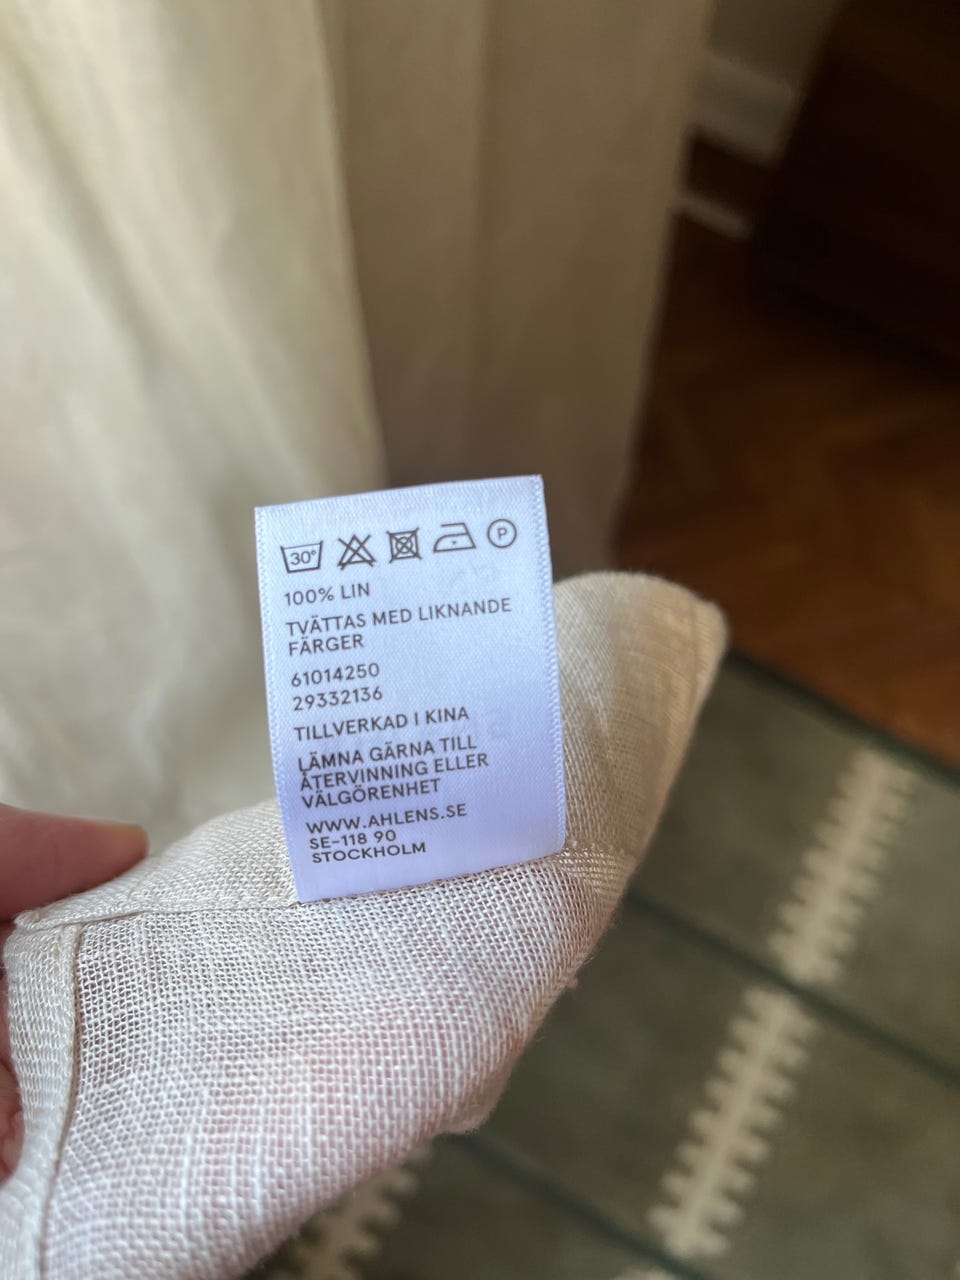 30°
P
100% LIN
TVÄTTAS MED LIKNANDE
FÄRGER
61014250
29332136
TILLVERKAD I KINA
LÄMNA GÄRNA TILL
ÅTERVINNING ELLER
VÄLGÖRENHET
WWW.AHLENS.SE
SE-118 90
STOCKHOLM